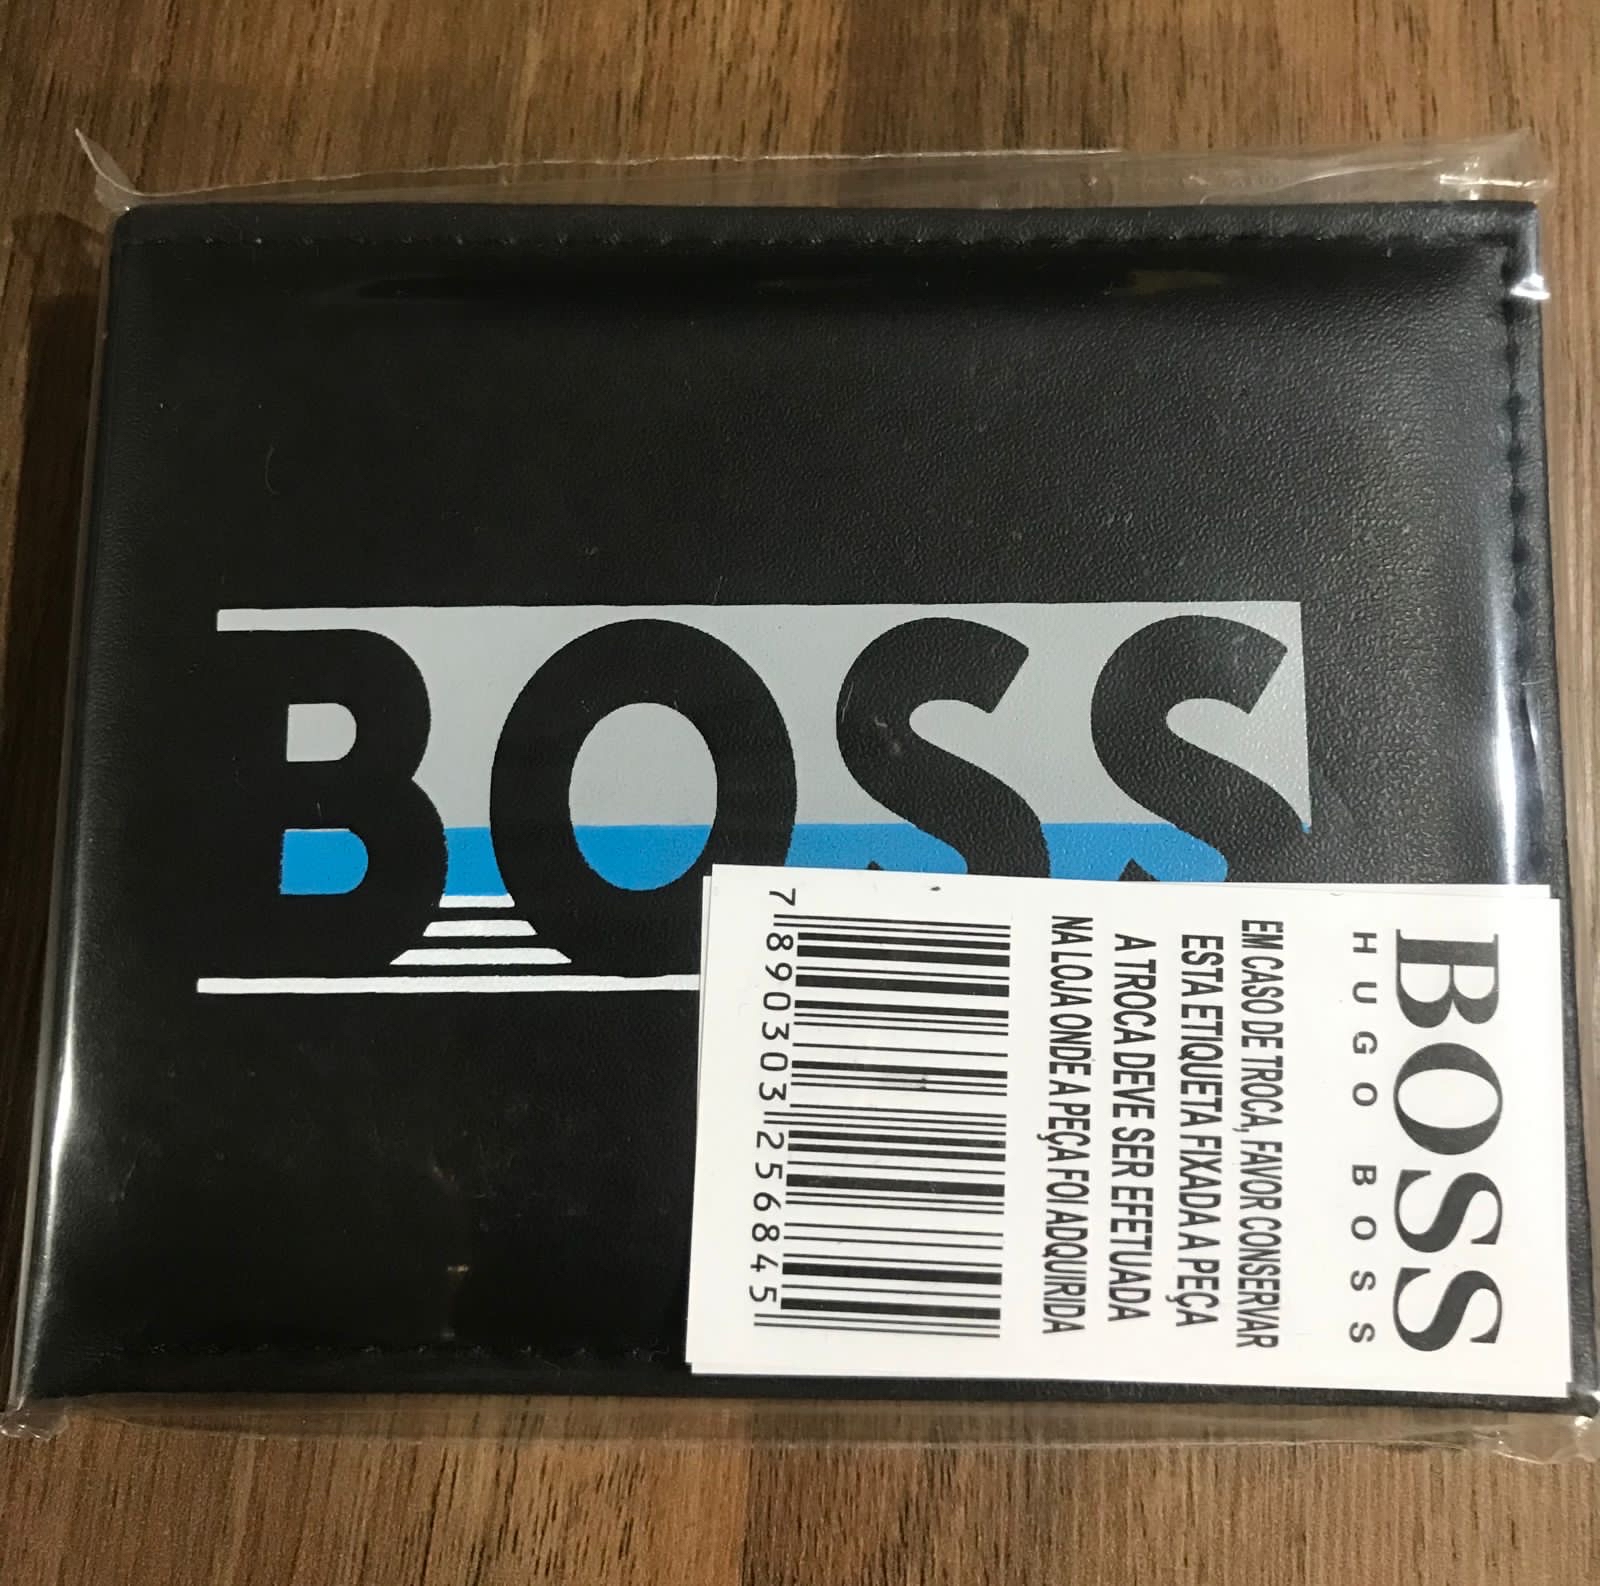 BOSS
BOSS
HUGO BOSS
EM CASO DE TROCA, FAVOR CONSERVAR
ESTA ETIQUETA FIXADA A PEÇA
A TROCA DEVE SER EFETUADA
NA LOJA ONDE A PEÇA FOI ADQUIRIDA
7 890303 256845